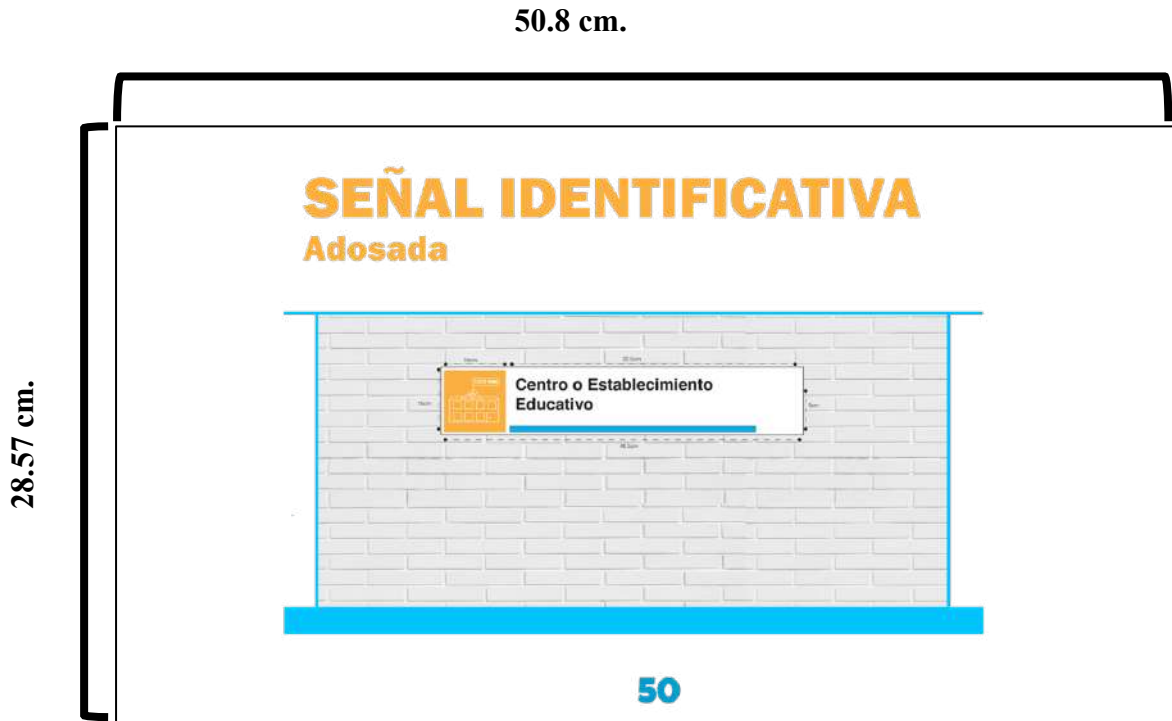 50.8 cm.
28.57 cm.
SEÑAL IDENTIFICATIVA
Adosada
Centro o Establecimiento
Educativo
50